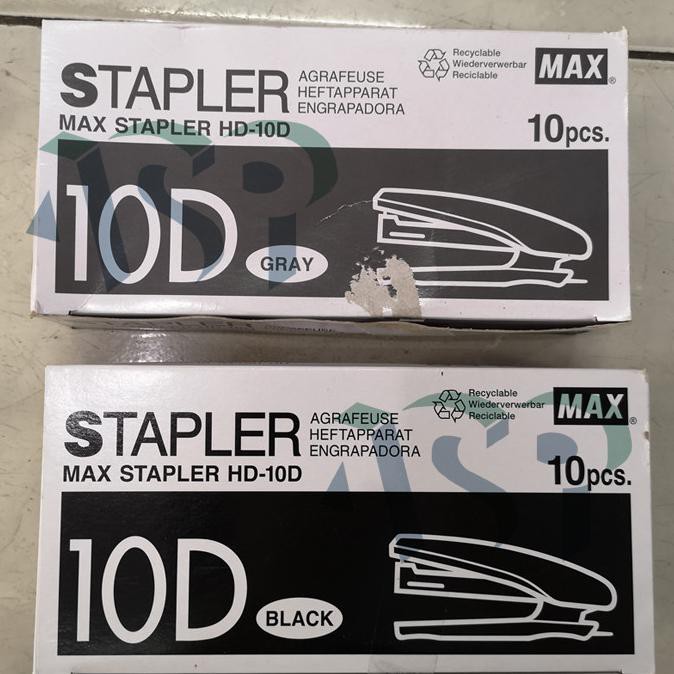 STAPLER
AGRAFEUSE
HEFTAPPARAT
ENGRAPADORA
Recyclable
Wiederverwerbar
Reciclable
MAX®
MAX STAPLER HD-10D
10pcs.
10D
GRAY
STAPLER
AGRAFEUSE
HEFTAPPARAT
ENGRAPADORA
Recyclable
Wiederverwerbar
Reciclable
MAX®
MAX STAPLER HD-10D
10pcs.
10D
BLACK